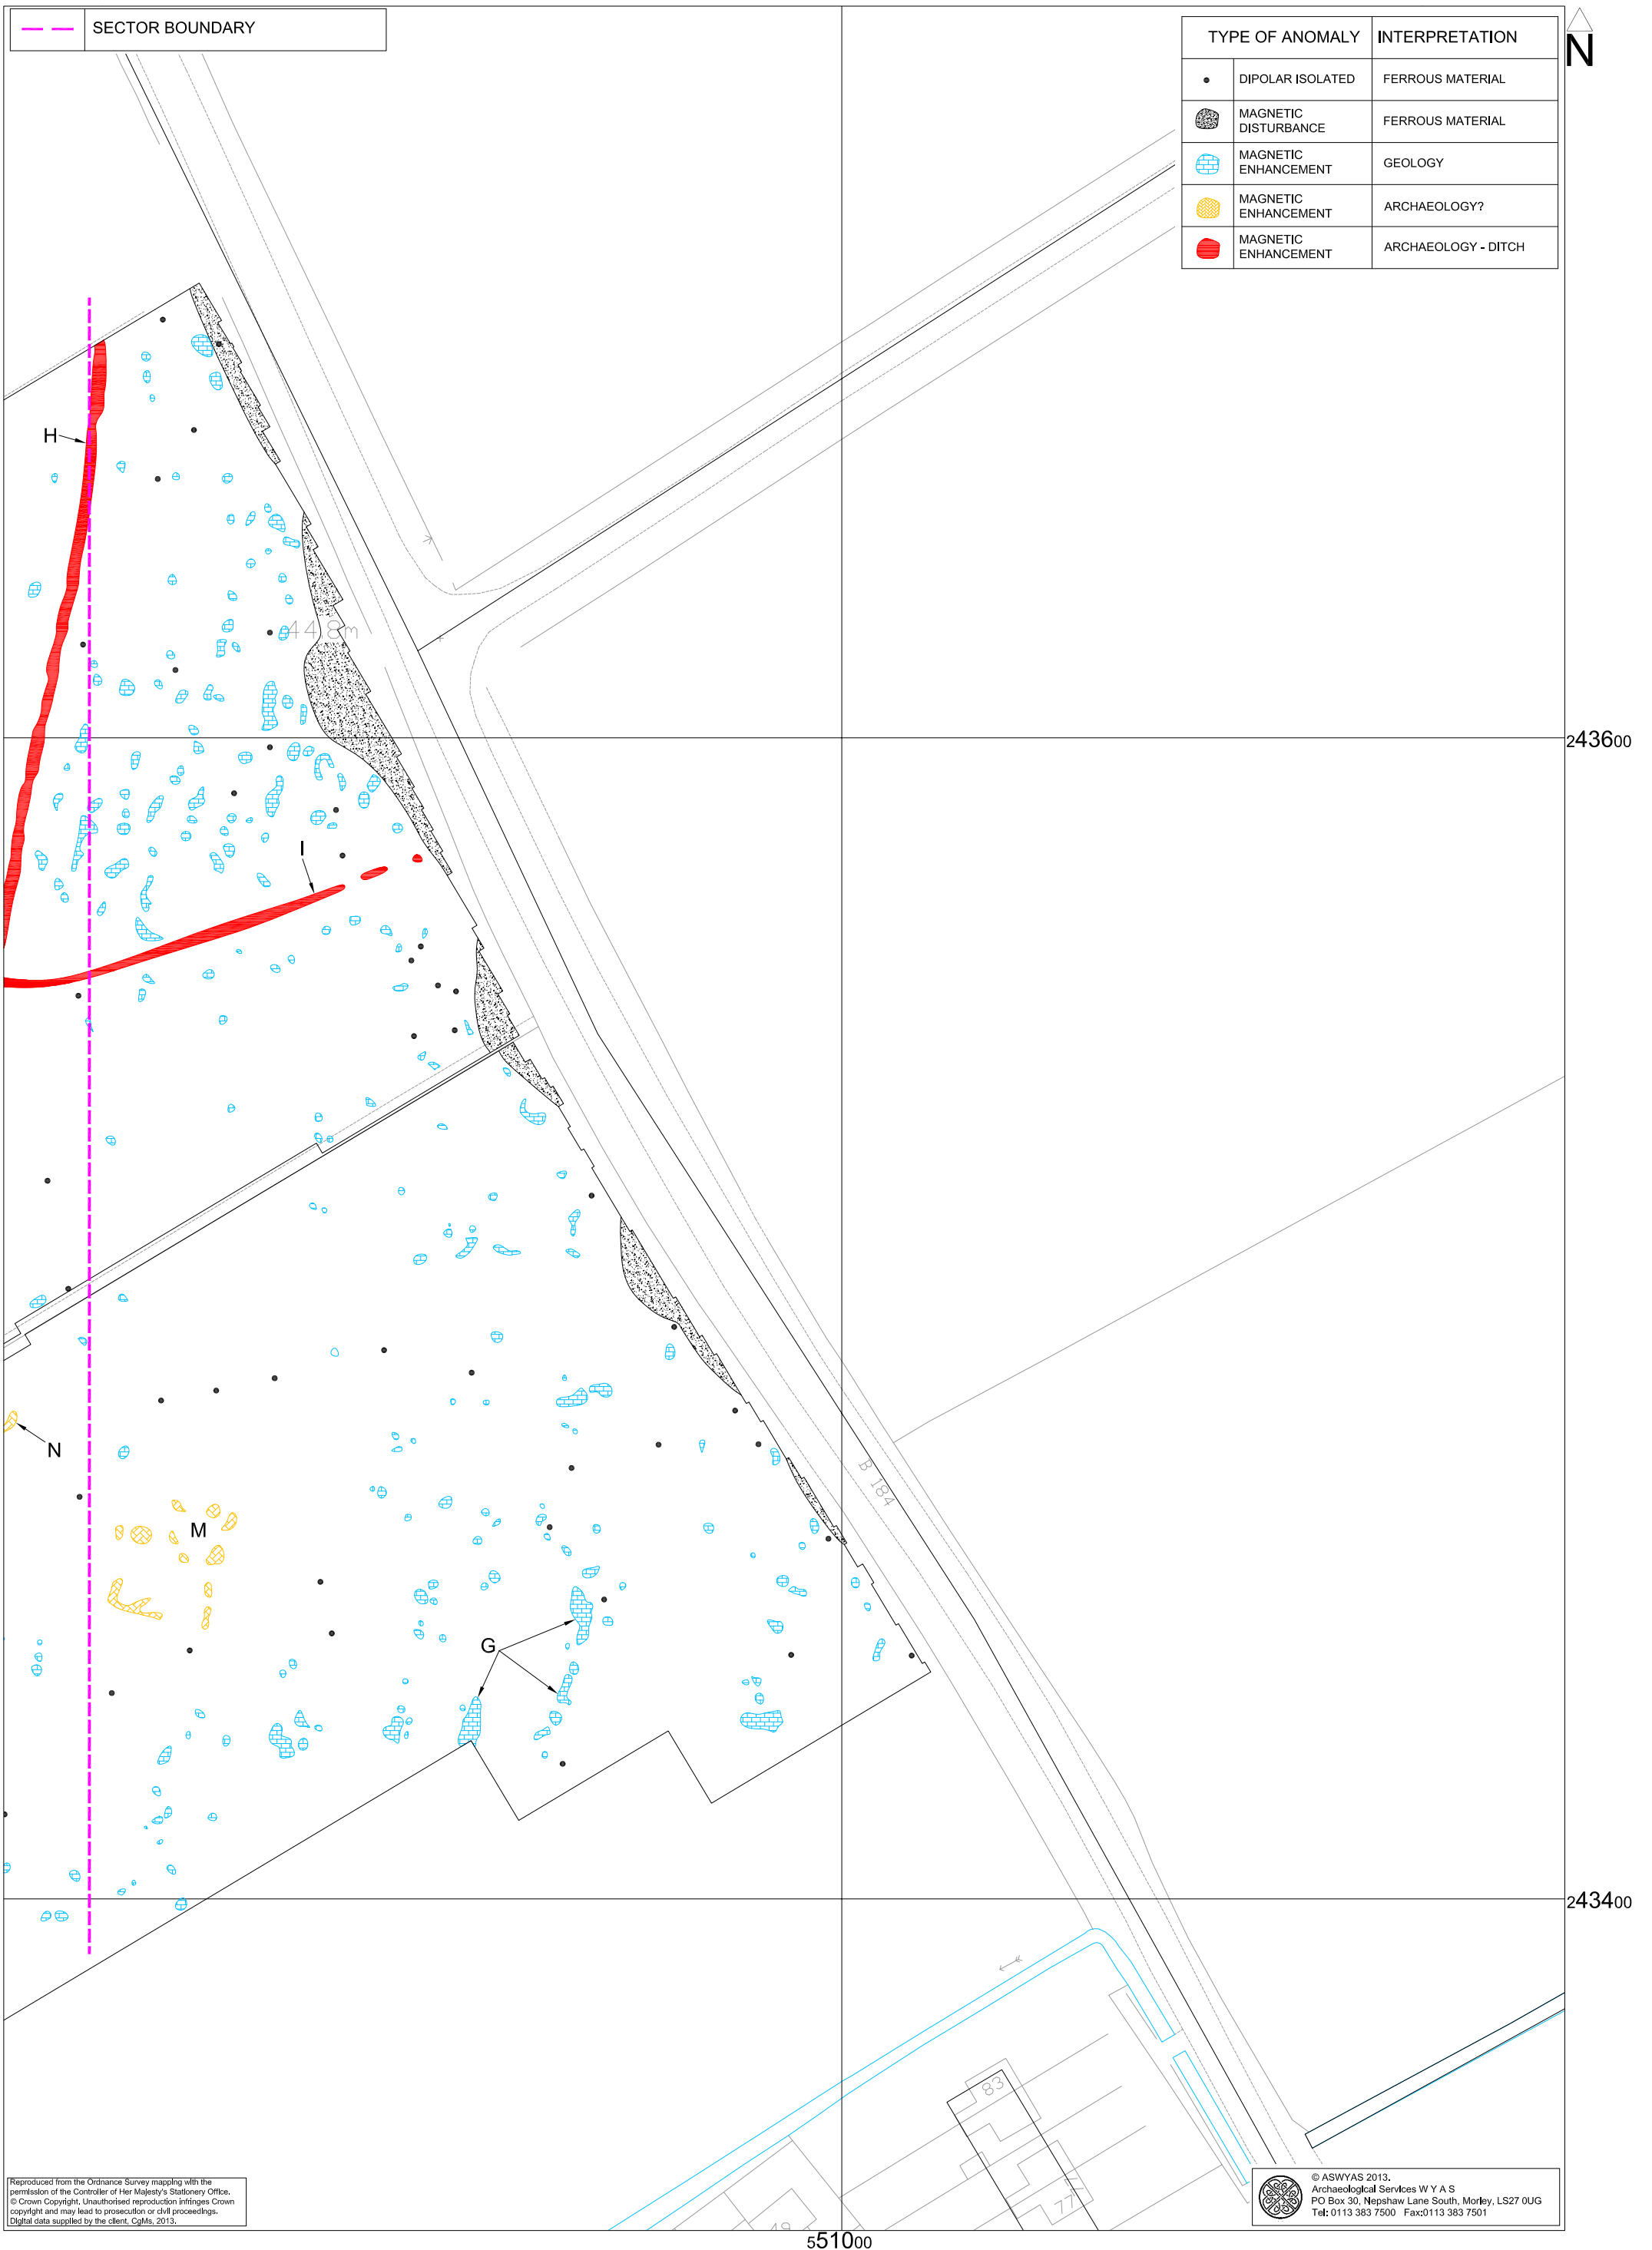 SECTOR BOUNDARY
N
TYPE OF ANOMALY INTERPRETATION
DIPOLAR ISOLATED FERROUS MATERIAL
MAGNETIC
DISTURBANCE
FERROUS MATERIAL
MAGNETIC
ENHANCEMENT
GEOLOGY
MAGNETIC
ENHANCEMENT
ARCHAEOLOGY?
MAGNETIC
ENHANCEMENT
ARCHAEOLOGY - DITCH
H
44.8m
243600
I
N
B 184
M
G
243400
83
77
49
Reproduced from the Ordnance Survey mapping with the
permission of the Controller of Her Majesty's Stationery Office.
© Crown Copyright. Unauthorised reproduction infringes Crown
copyright and may lead to prosecution or civil proceedings.
Digital data supplied by the client, CgMs, 2013.
© ASWYAS 2013.
Archaeological Services W Y A S
PO Box 30, Nepshaw Lane South, Morley, LS27 0UG
Tel: 0113 383 7500 Fax:0113 383 7501
551000